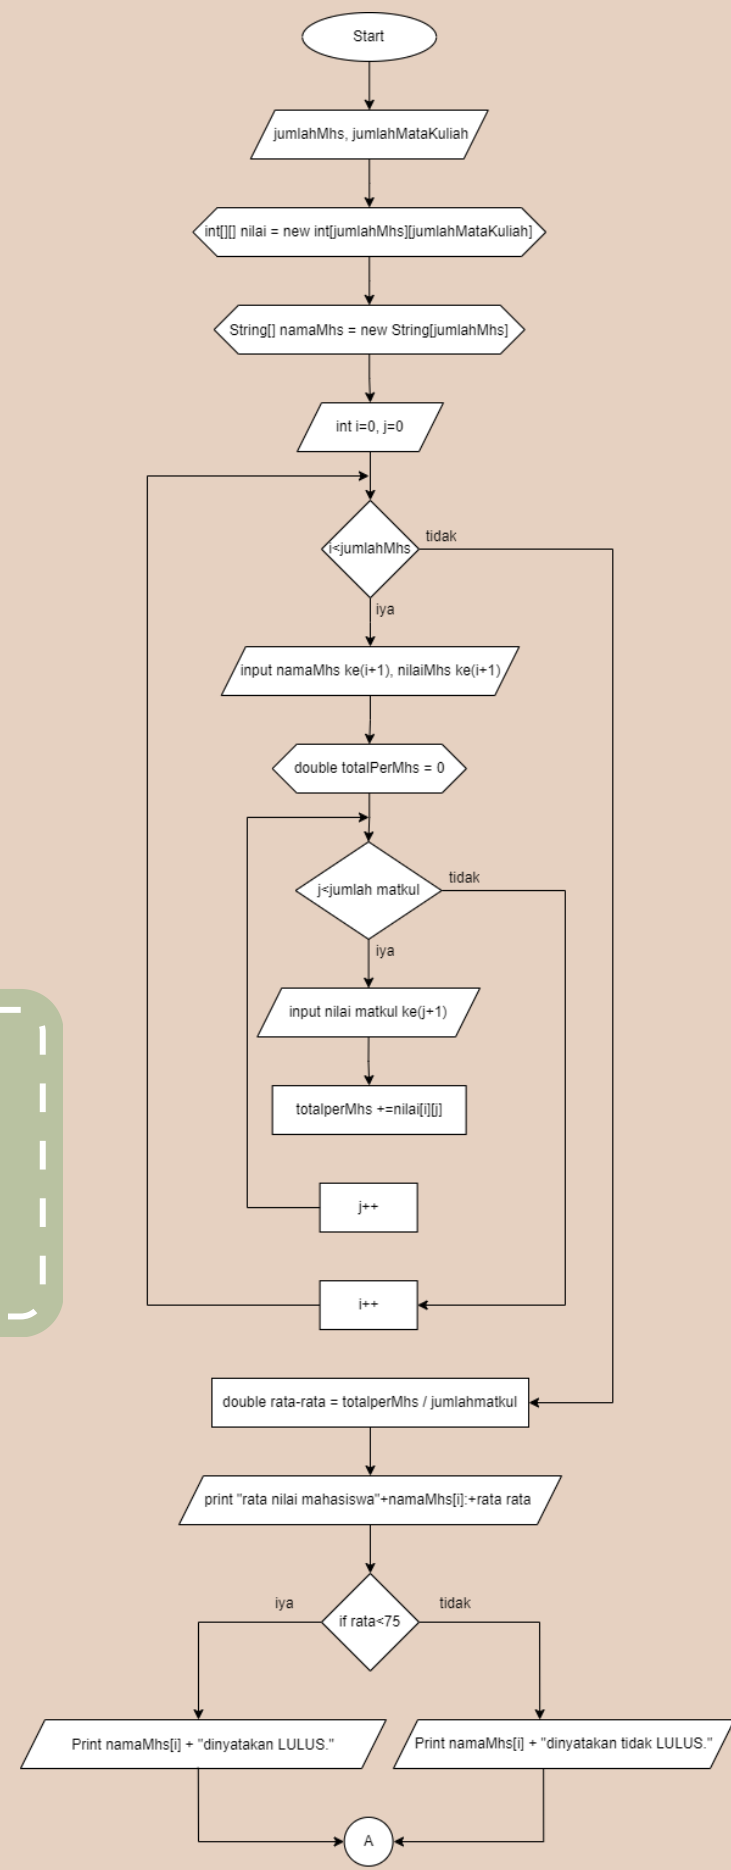 Start
jumlahMhs, jumlahMataKuliah
int[][] nilai = new int[jumlahMhs][jumlahMataKuliah]
String[] namaMhs = new String[jumlahMhs]
int i=0, j=0
i<jumlahMhs
tidak
iya
input namaMhs ke(i+1), nilaiMhs ke(i+1)
double totalPerMhs = 0
j<jumlah matkul
tidak
iya
input nilai matkul ke(j+1)
totalperMhs +=nilai[i][j]
j++
i++
double rata-rata = totalperMhs / jumlahmatkul
print "rata nilai mahasiswa"+namaMhs[i]:+rata rata
if rata<75
iya
tidak
Print namaMhs[i] + "dinyatakan LULUS."
Print namaMhs[i] + "dinyatakan tidak LULUS."
A